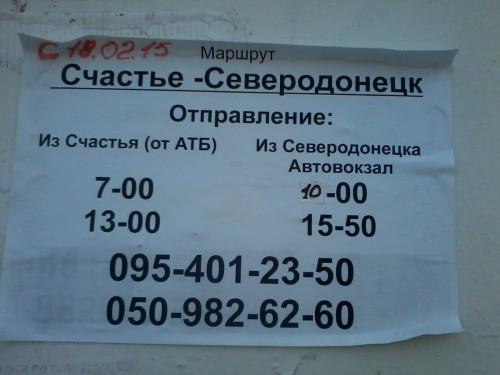 с 18.02.15
Маршрут
Счастье -Северодонецк
Отправление:
Из Счастья (от АТБ)
Из Северодонецка
Автовокзал
7-00
10-00
13-00
15-50
095-401-23-50
050-982-62-60